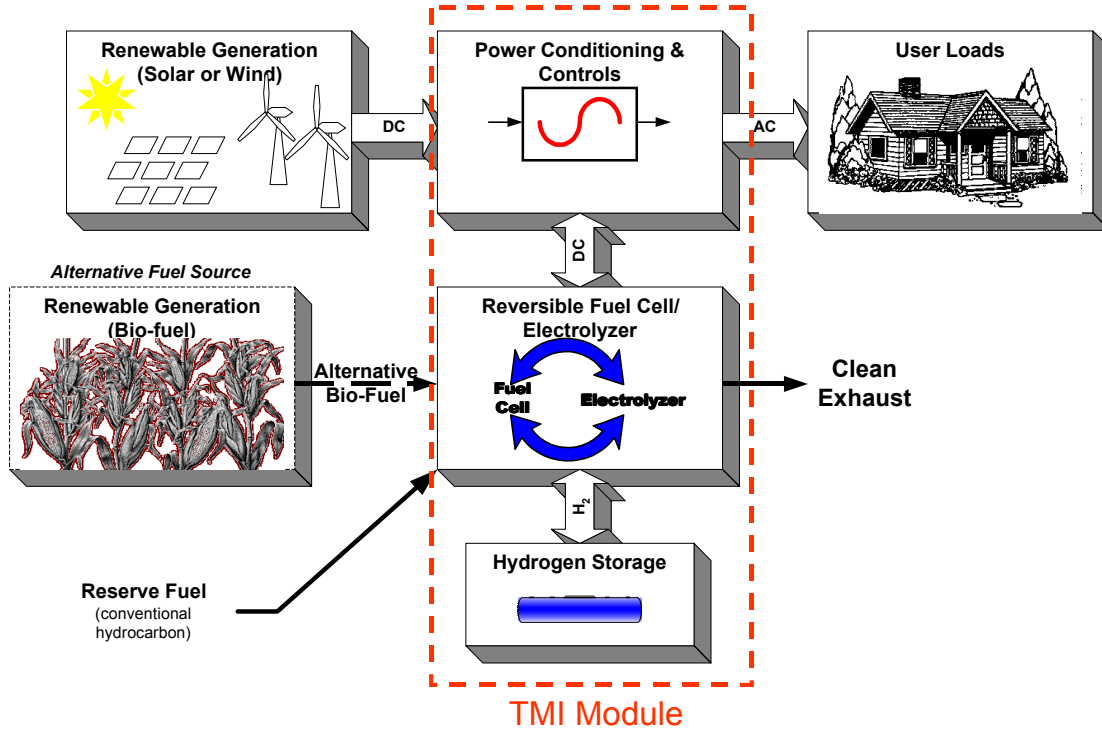 Renewable Generation
(Solar or Wind)
DC
Power Conditioning &
Controls
AC
User Loads
DC
Alternative Fuel Source
Renewable Generation
(Bio-fuel)
Alternative
Bio-Fuel
Reversible Fuel Cell/
Electrolyzer
Fuel
Cell
Electrolyzer
Clean
Exhaust
H₂
Hydrogen Storage
Reserve Fuel
(conventional
hydrocarbon)
TMI Module